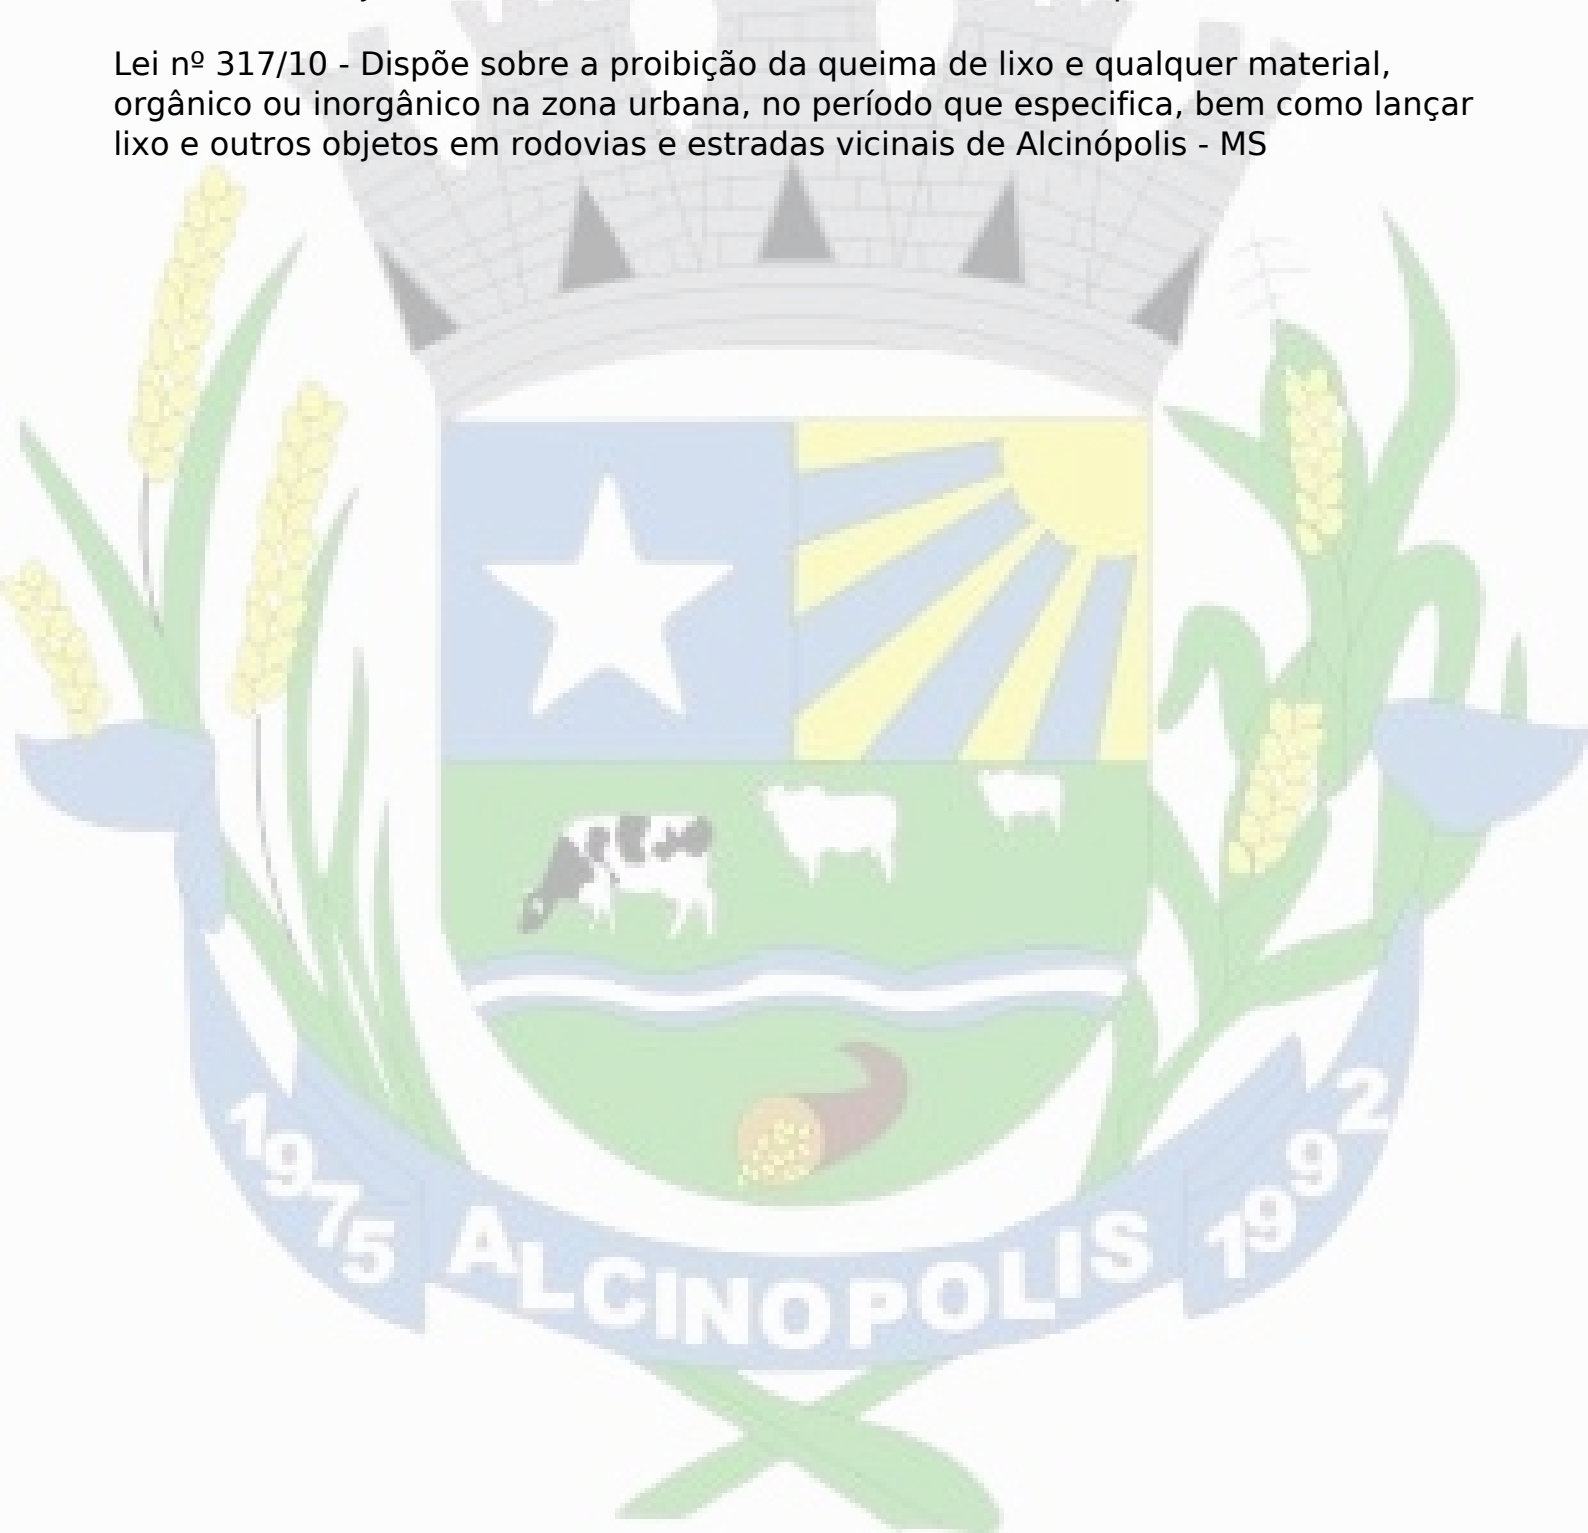 Lei nº 317/10 - Dispõe sobre a proibição da queima de lixo e qualquer material,
orgânico ou inorgânico na zona urbana, no período que especifica, bem como lançar
lixo e outros objetos em rodovias e estradas vicinais de Alcinópolis - MS
1975 ALCINOPOLIS 1992